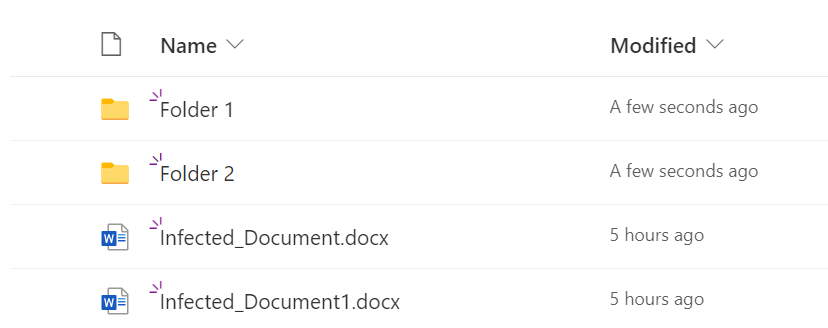 Name Modified
Folder 1 A few seconds ago
Folder 2 A few seconds ago
W Infected_Document.docx 5 hours ago
W Infected_Document1.docx 5 hours ago